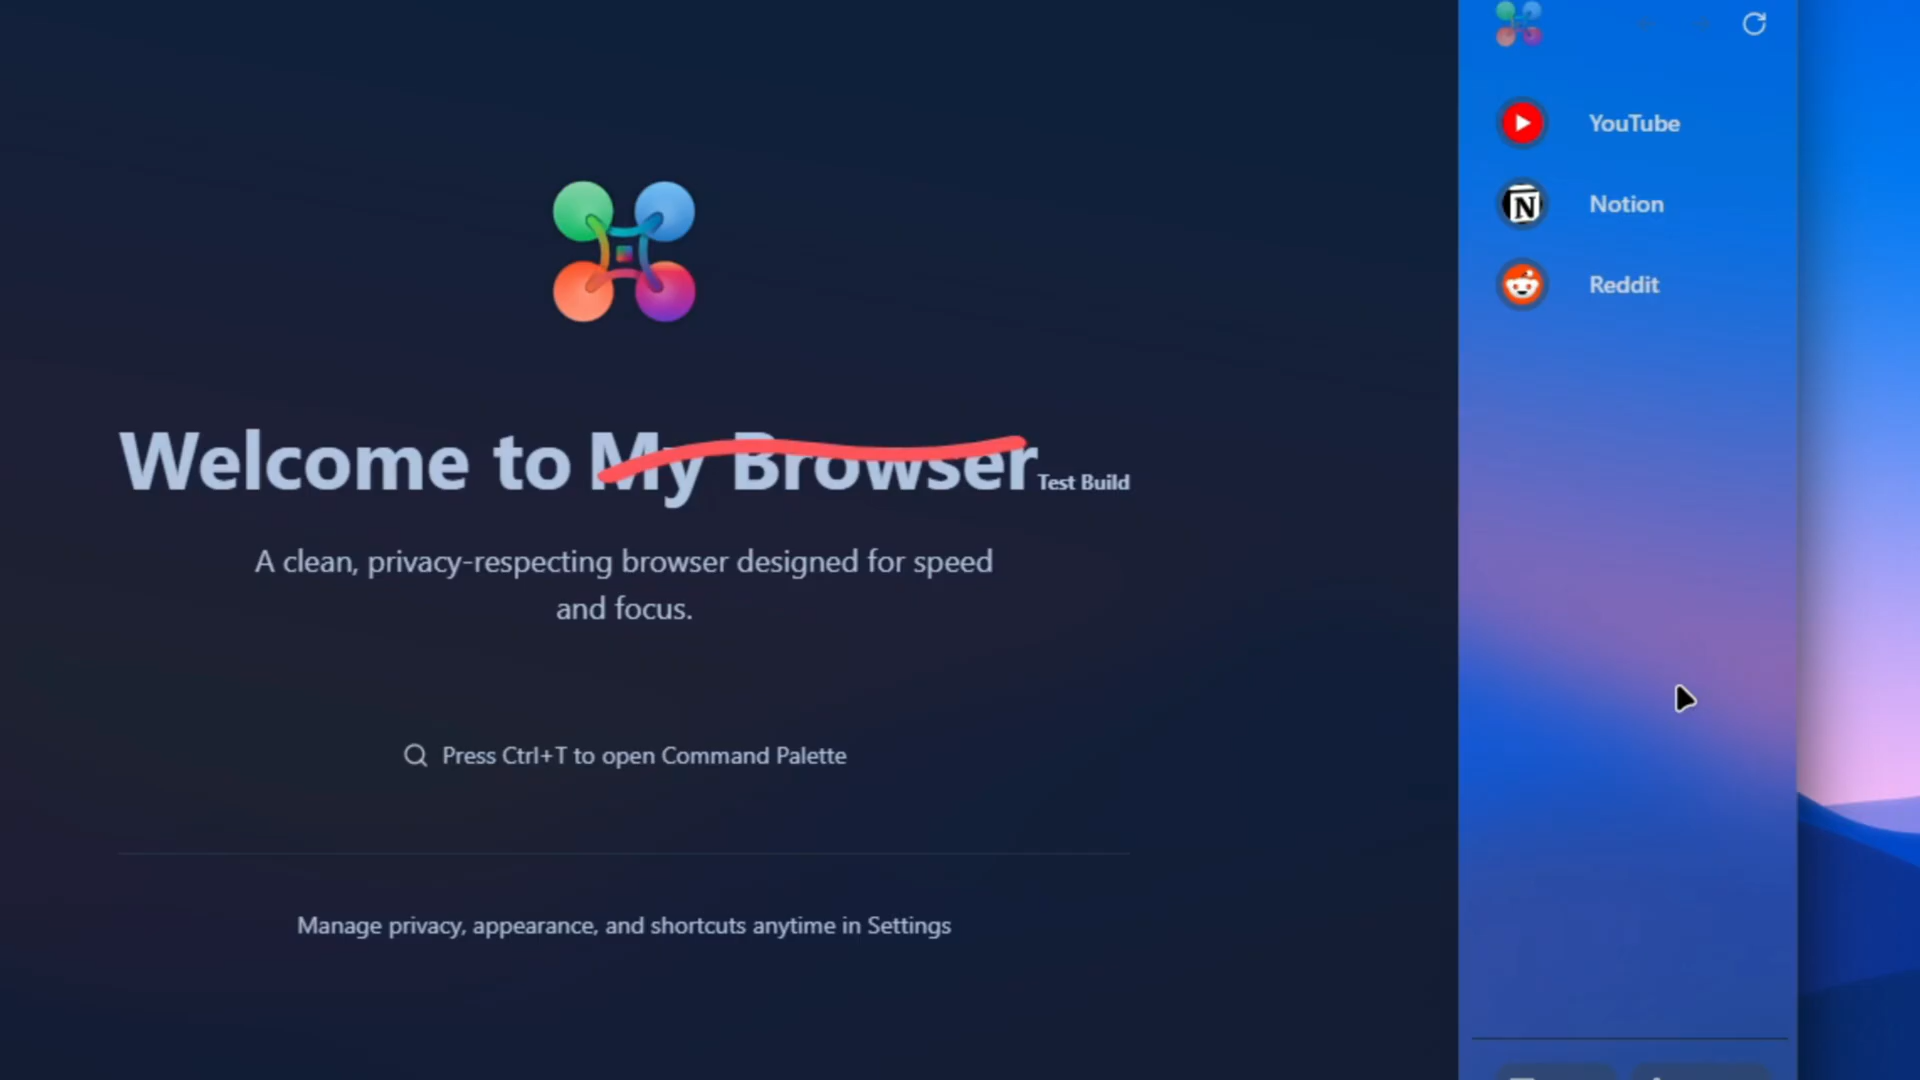 Welcome to My Browser Test Build
A clean, privacy-respecting browser designed for speed
and focus.
Press Ctrl+T to open Command Palette
Manage privacy, appearance, and shortcuts anytime in Settings
YouTube
N
Notion
Reddit